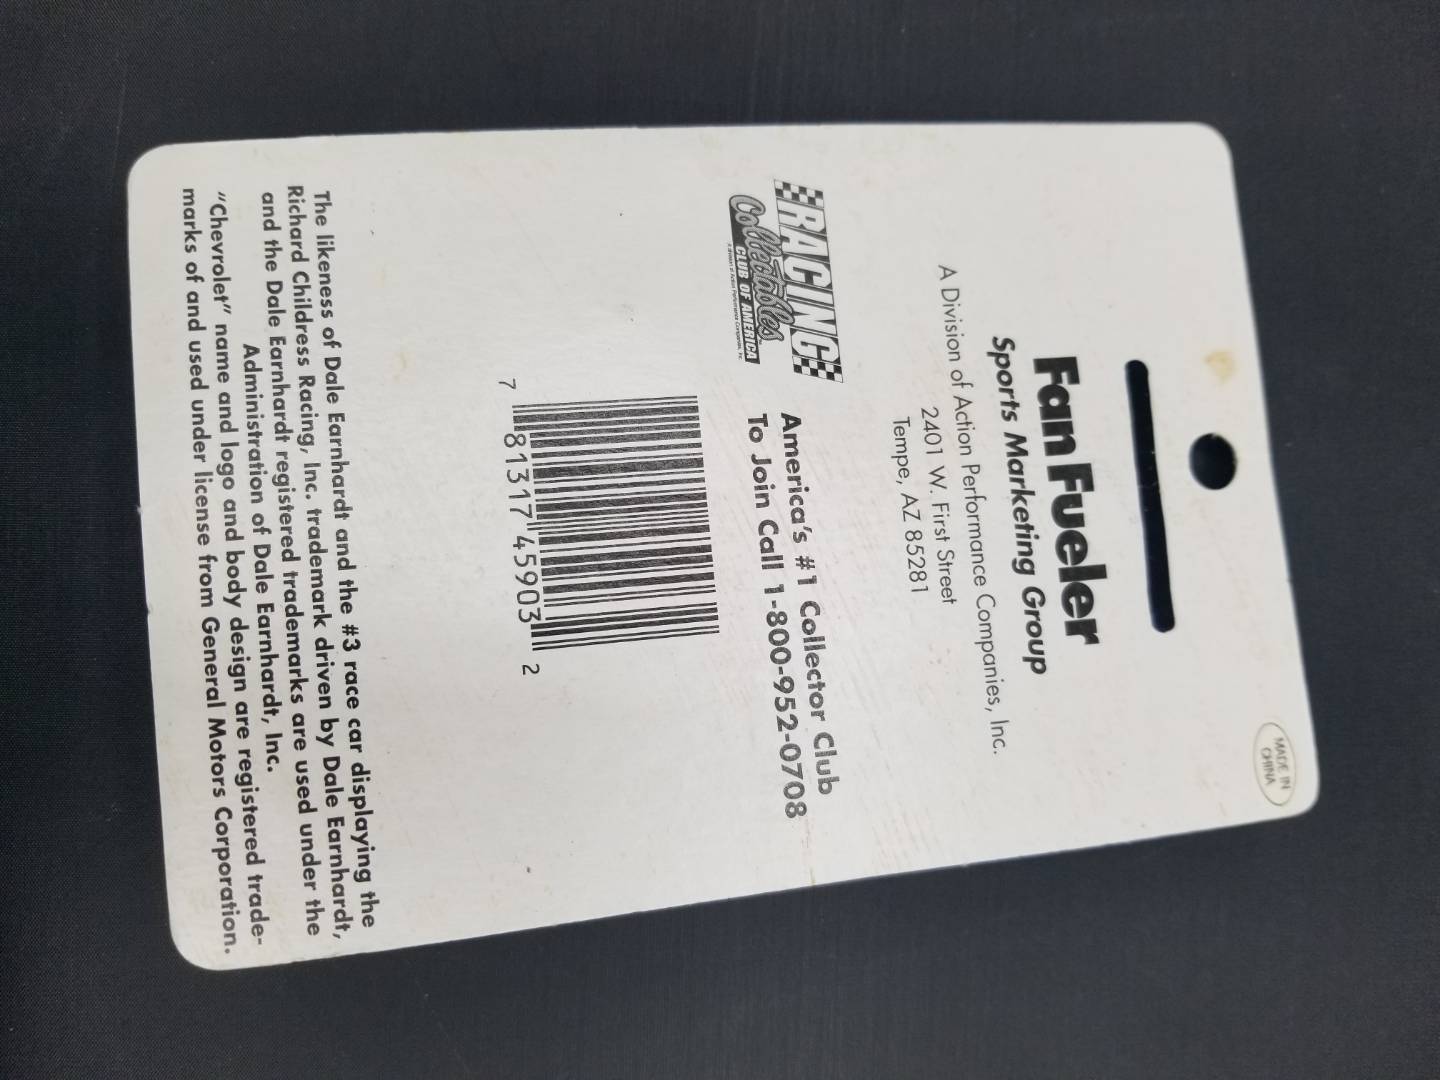 MADE IN
CHINA
FanFueler
Sports Marketing Group
A Division of Action Performance Companies, Inc.
2401 W. First Street
Tempe, AZ 85281
RACING
Collectables
CLUB OF AMERICA
America's #1 Collector Club
To Join Call 1-800-952-0708
7 81317 45903 2
The likeness of Dale Earnhardt and the #3 race car displaying the
Richard Childress Racing, Inc. trademark driven by Dale Earnhardt,
and the Dale Earnhardt registered trademarks are used under the
Administration of Dale Earnhardt, Inc.
"Chevrolet" name and logo and body design are registered trade-
marks of and used under license from General Motors Corporation.